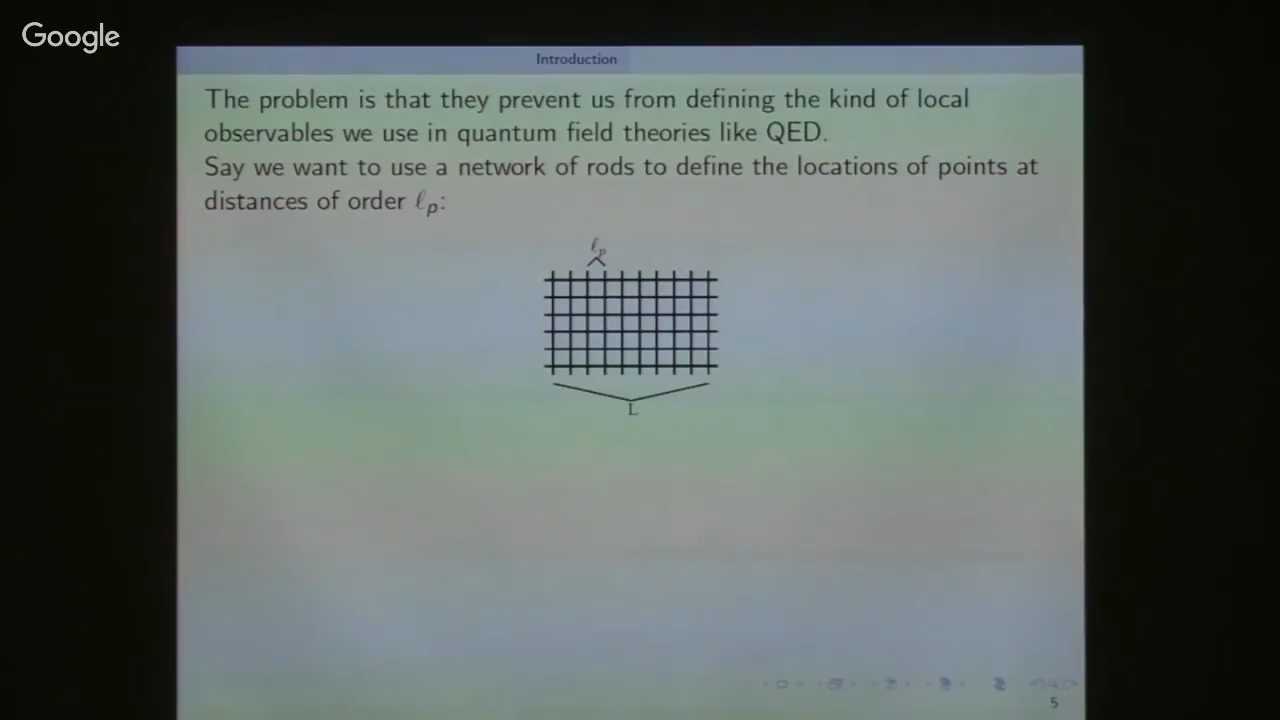 Google
Introduction
The problem is that they prevent us from defining the kind of local
observables we use in quantum field theories like QED.
Say we want to use a network of rods to define the locations of points at
distances of order ℓₚ:
ℓₚ
L
5